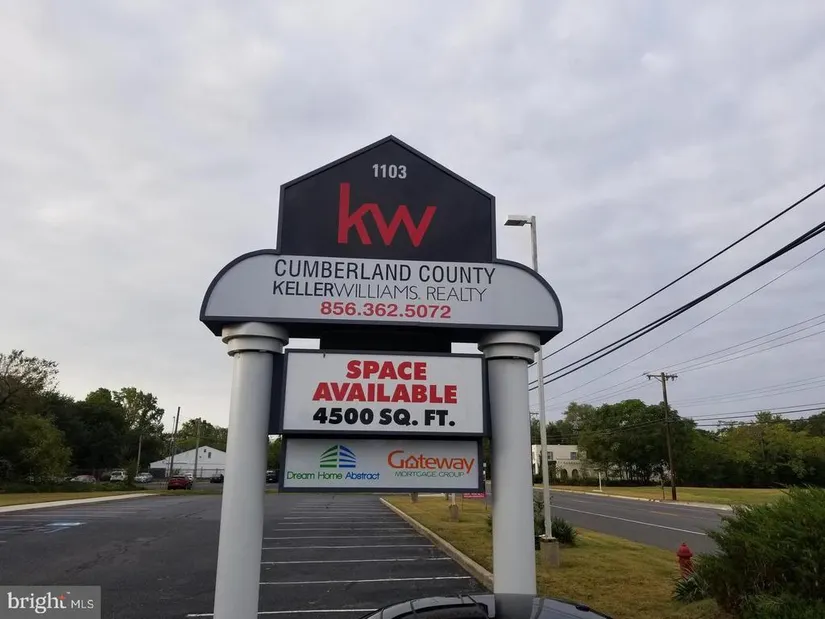 1103
kw
CUMBERLAND COUNTY
KELLERWILLIAMS. REALTY
856.362.5072
SPACE
AVAILABLE
4500 SQ. FT.
Dream Home Abstract
Gateway
MORTGAGE GROUP
bright MLS